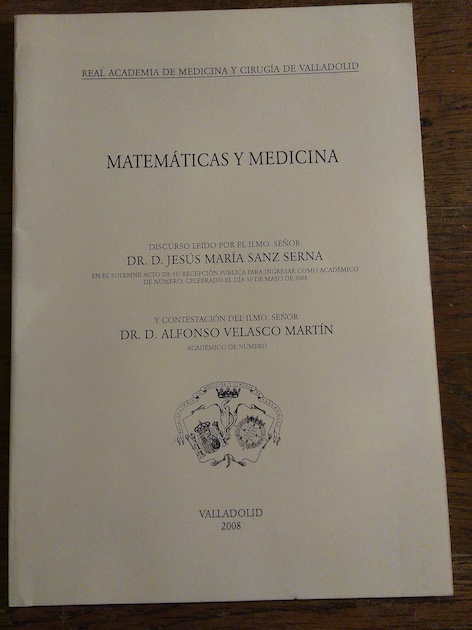 REAL ACADEMIA DE MEDICINA Y CIRUGÍA DE VALLADOLID
MATEMÁTICAS Y MEDICINA
DISCURSO LEÍDO POR EL ILMO. SEÑOR
DR. D. JESÚS MARÍA SANZ SERNA
EN EL SOLEMNE ACTO DE SU RECEPCIÓN PÚBLICA PARA INGRESAR COMO ACADÉMICO
DE NÚMERO, CELEBRADO EL DÍA 30 DE MAYO DE 2008
Y CONTESTACIÓN DEL ILMO. SEÑOR
DR. D. ALFONSO VELASCO MARTÍN
ACADÉMICO DE NÚMERO
VALLADOLID
2008